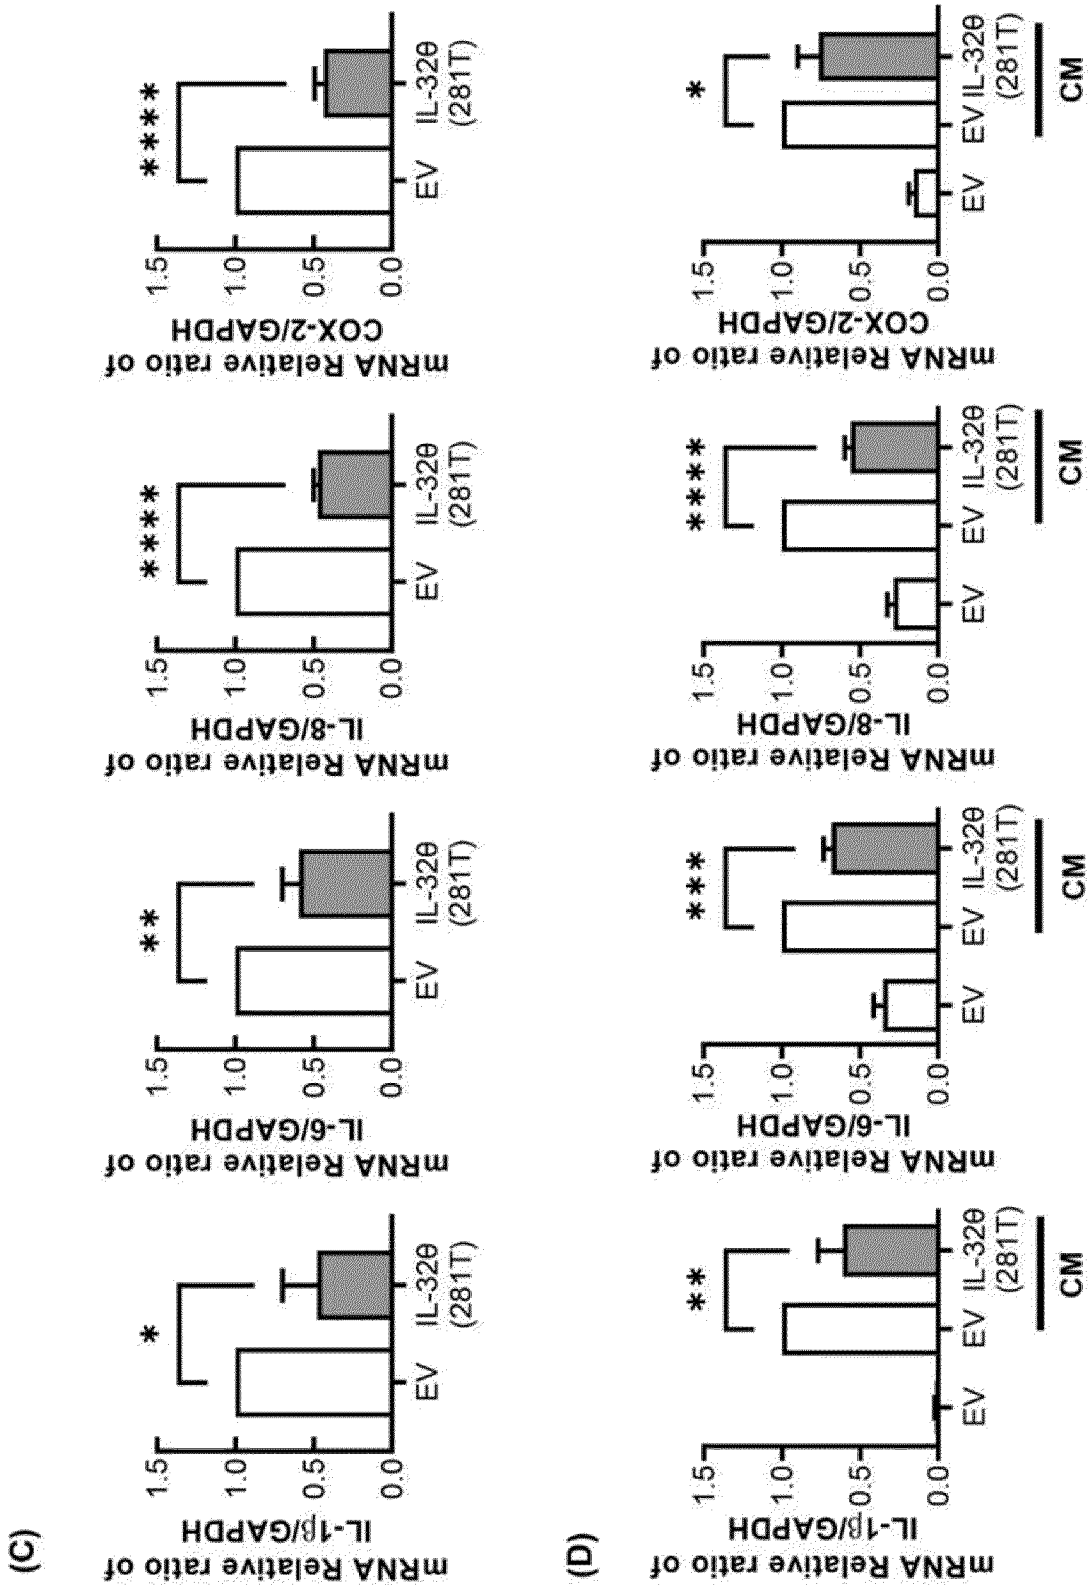 (C)
mRNA Relative ratio of
IL-1β/GAPDH
1.5
1.0
0.5
0.0
*
EV
IL-32θ
(281T)
mRNA Relative ratio of
IL-6/GAPDH
1.5
1.0
0.5
0.0
**
EV
IL-32θ
(281T)
mRNA Relative ratio of
IL-8/GAPDH
1.5
1.0
0.5
0.0
****
EV
IL-32θ
(281T)
mRNA Relative ratio of
COX-2/GAPDH
1.5
1.0
0.5
0.0
****
EV
IL-32θ
(281T)
(D)
mRNA Relative ratio of
IL-1β/GAPDH
1.5
1.0
0.5
0.0
**
EV EV IL-32θ
(281T)
CM
mRNA Relative ratio of
IL-6/GAPDH
1.5
1.0
0.5
0.0
***
EV EV IL-32θ
(281T)
CM
mRNA Relative ratio of
IL-8/GAPDH
1.5
1.0
0.5
0.0
****
EV EV IL-32θ
(281T)
CM
mRNA Relative ratio of
COX-2/GAPDH
1.5
1.0
0.5
0.0
*
EV EV IL-32θ
(281T)
CM